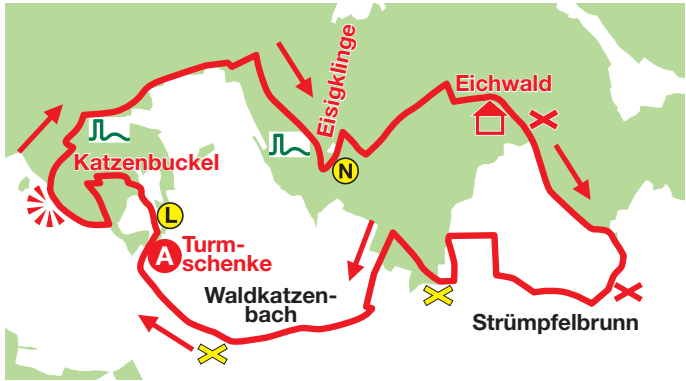 Eisigklinge
Eichwald
Katzenbuckel
N
L
A
Turm-
schenke
Waldkatzen-
bach
Strümpfelbrunn